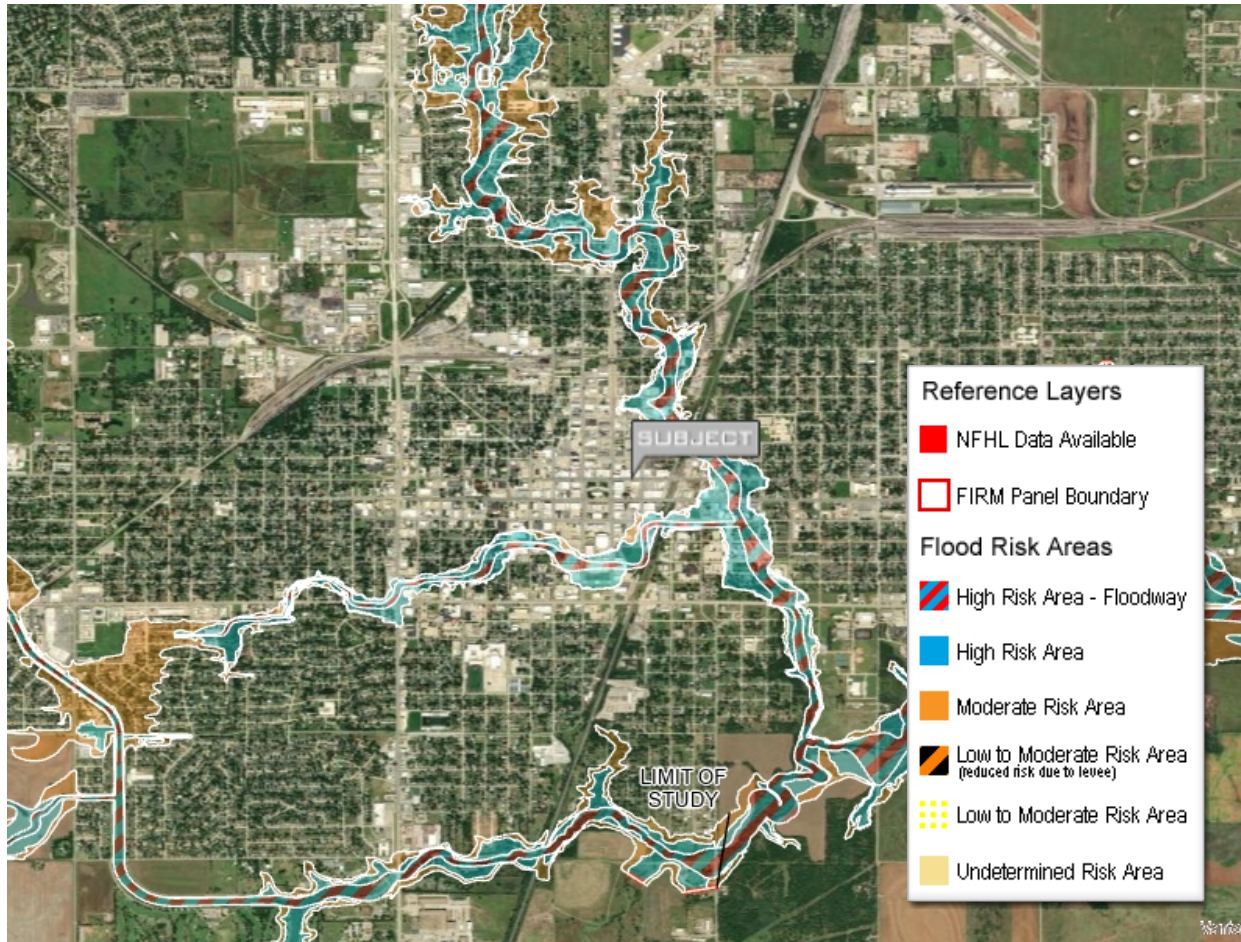 SUBJECT
Reference Layers
NFHL Data Available
FIRM Panel Boundary
Flood Risk Areas
High Risk Area - Floodway
High Risk Area
Moderate Risk Area
Low to Moderate Risk Area
(reduced risk due to levee)
Low to Moderate Risk Area
Undetermined Risk Area
LIMIT OF
STUDY